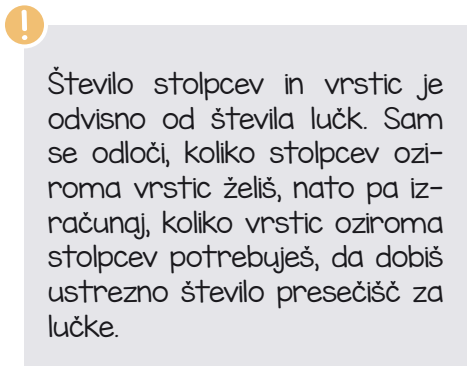 !
Število stolpcev in vrstic je
odvisno od števila lučk. Sam
se odloči, koliko stolpcev ozi-
roma vrstic želiš, nato pa iz-
računaj, koliko vrstic oziroma
stolpcev potrebuješ, da dobiš
ustrezno število presečišč za
lučke.